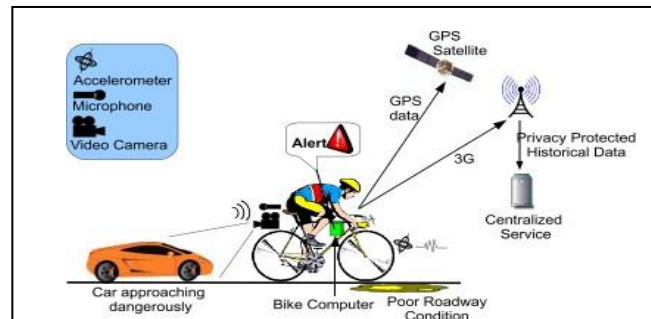 Accelerometer
Microphone
Video Camera
GPS
Satellite
GPS
data
Alert
3G
Privacy Protected
Historical Data
Centralized
Service
Car approaching
dangerously
Bike Computer
Poor Roadway
Condition